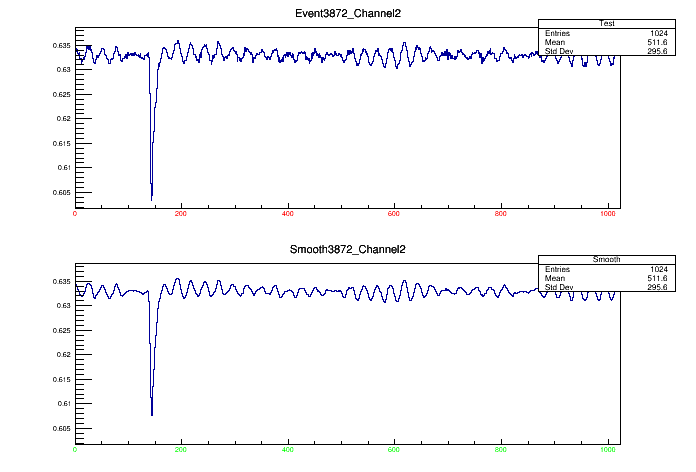 Event3872_Channel2
Test
Entries 1024
Mean 511.6
Std Dev 295.6
0.635
0.63
0.625
0.62
0.615
0.61
0.605
0 200 400 600 800 1000
Smooth3872_Channel2
Smooth
Entries 1024
Mean 511.6
Std Dev 295.6
0.635
0.63
0.625
0.62
0.615
0.61
0.605
0 200 400 600 800 1000